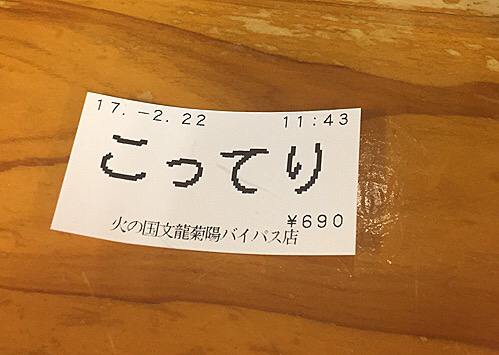 17.-2.22 11:43
こってり
¥690
火の国文龍菊陽バイパス店